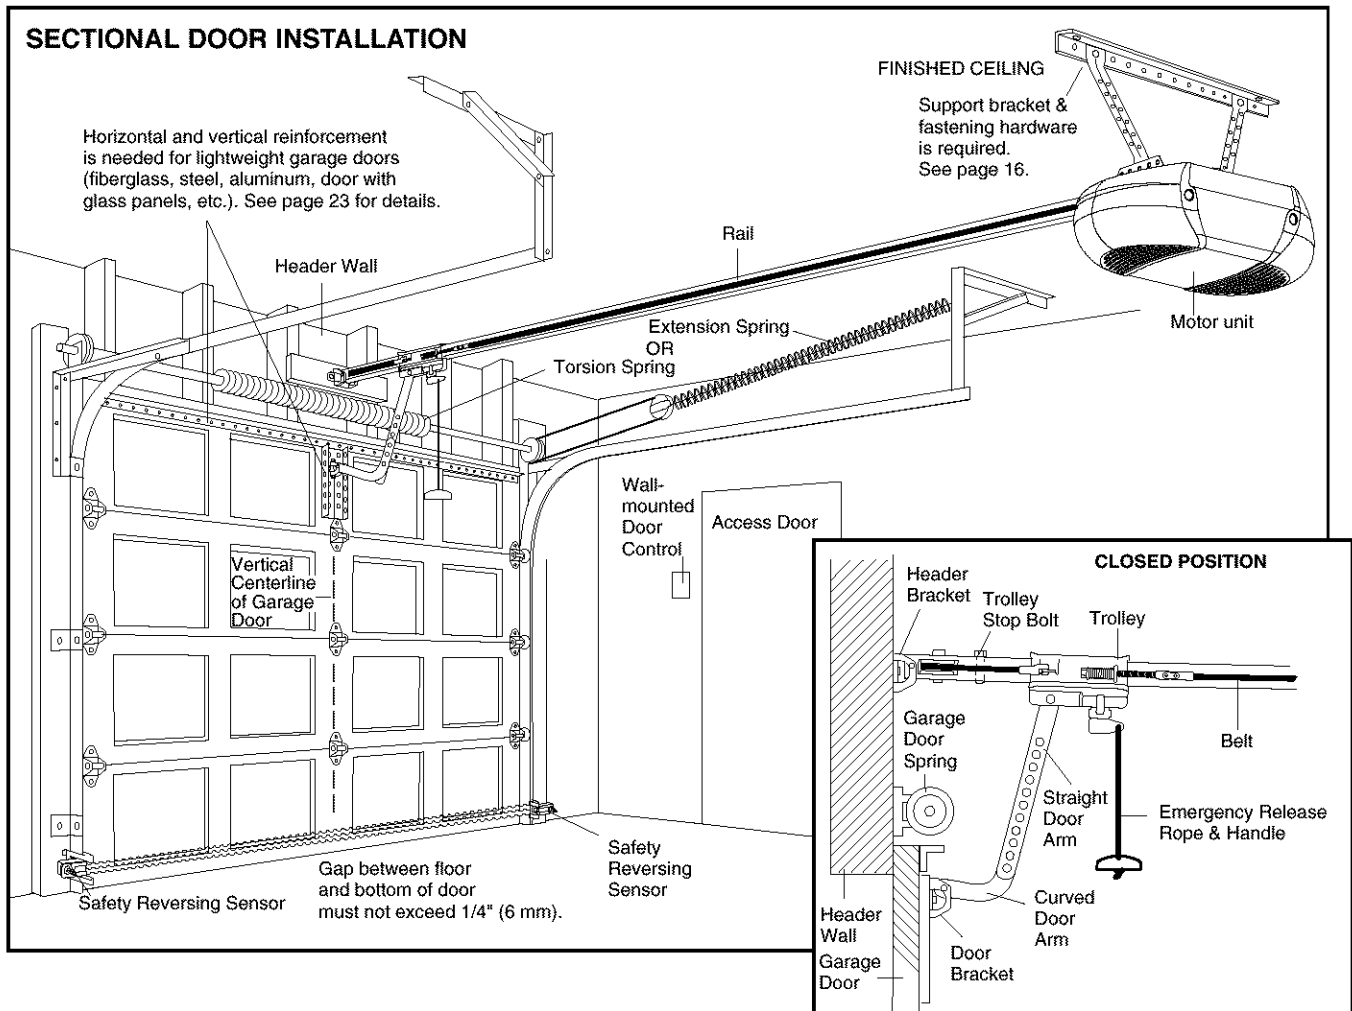 SECTIONAL DOOR INSTALLATION
FINISHED CEILING
Support bracket &
fastening hardware
is required.
See page 16.
Horizontal and vertical reinforcement
is needed for lightweight garage doors
(fiberglass, steel, aluminum, door with
glass panels, etc.). See page 23 for details.
Rail
Header Wall
Motor unit
Extension Spring
OR
Torsion Spring
Wall-
mounted
Door
Control
Access Door
Vertical
Centerline
of Garage
Door
Safety Reversing Sensor
Gap between floor
and bottom of door
must not exceed 1/4" (6 mm).
Safety
Reversing
Sensor
CLOSED POSITION
Header
Bracket
Trolley
Stop Bolt
Trolley
Garage
Door
Spring
Belt
Straight
Door
Arm
Emergency Release
Rope & Handle
Curved
Door
Arm
Header
Wall
Door
Bracket
Garage
Door